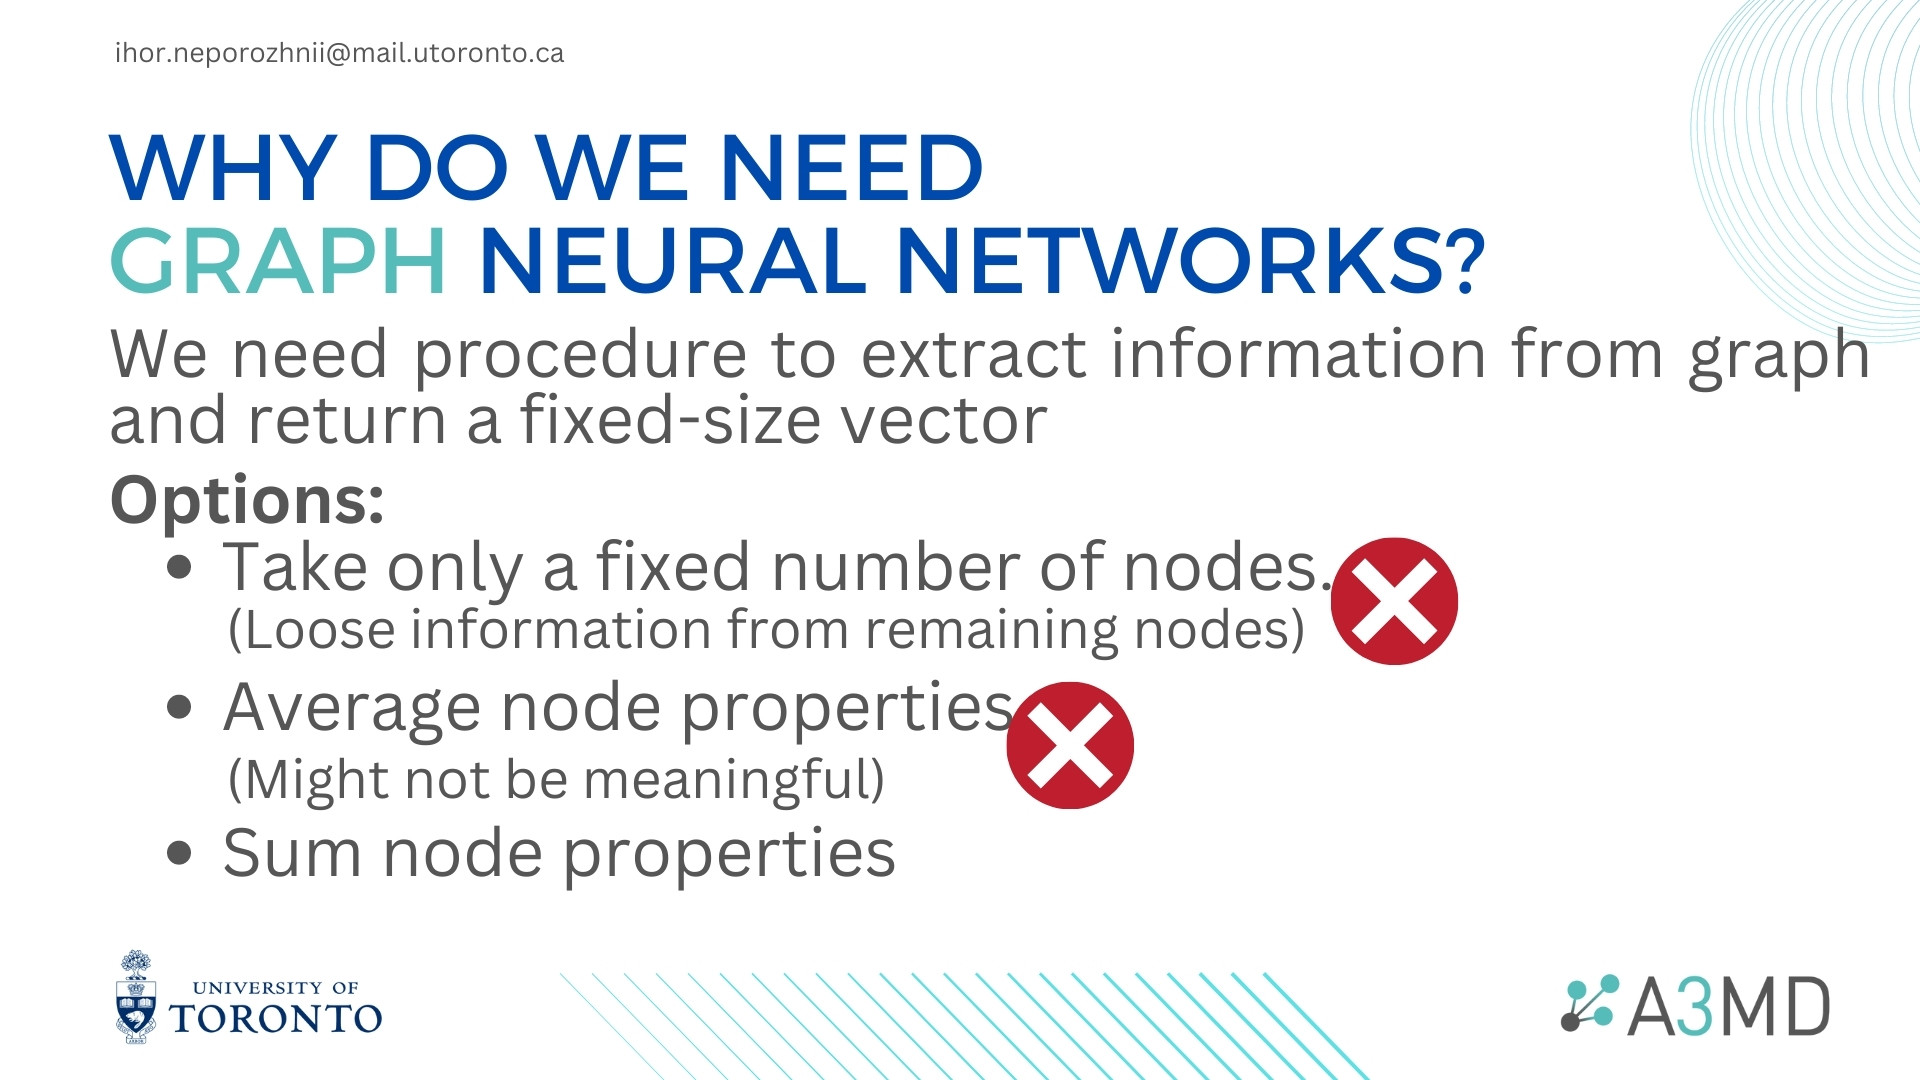 ihor.neporozhnii@mail.utoronto.ca
WHY DO WE NEED
GRAPH NEURAL NETWORKS?
We need procedure to extract information from graph
and return a fixed-size vector
Options:
• Take only a fixed number of nodes.
(Loose information from remaining nodes)
• Average node properties
(Might not be meaningful)
• Sum node properties
UNIVERSITY OF
TORONTO
A3MD